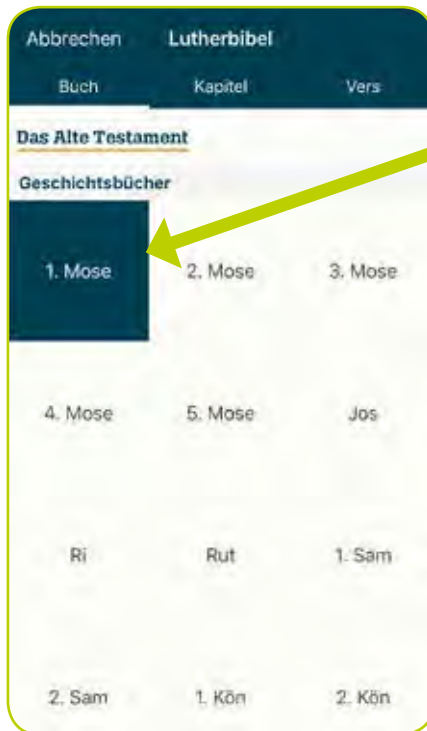 Abbrechen Lutherbibel
Buch Kapitel Vers
Das Alte Testament
Geschichtsbücher
1. Mose 2. Mose 3. Mose
4. Mose 5. Mose Jos
Ri Rut 1. Sam
2. Sam 1. Kön 2. Kön